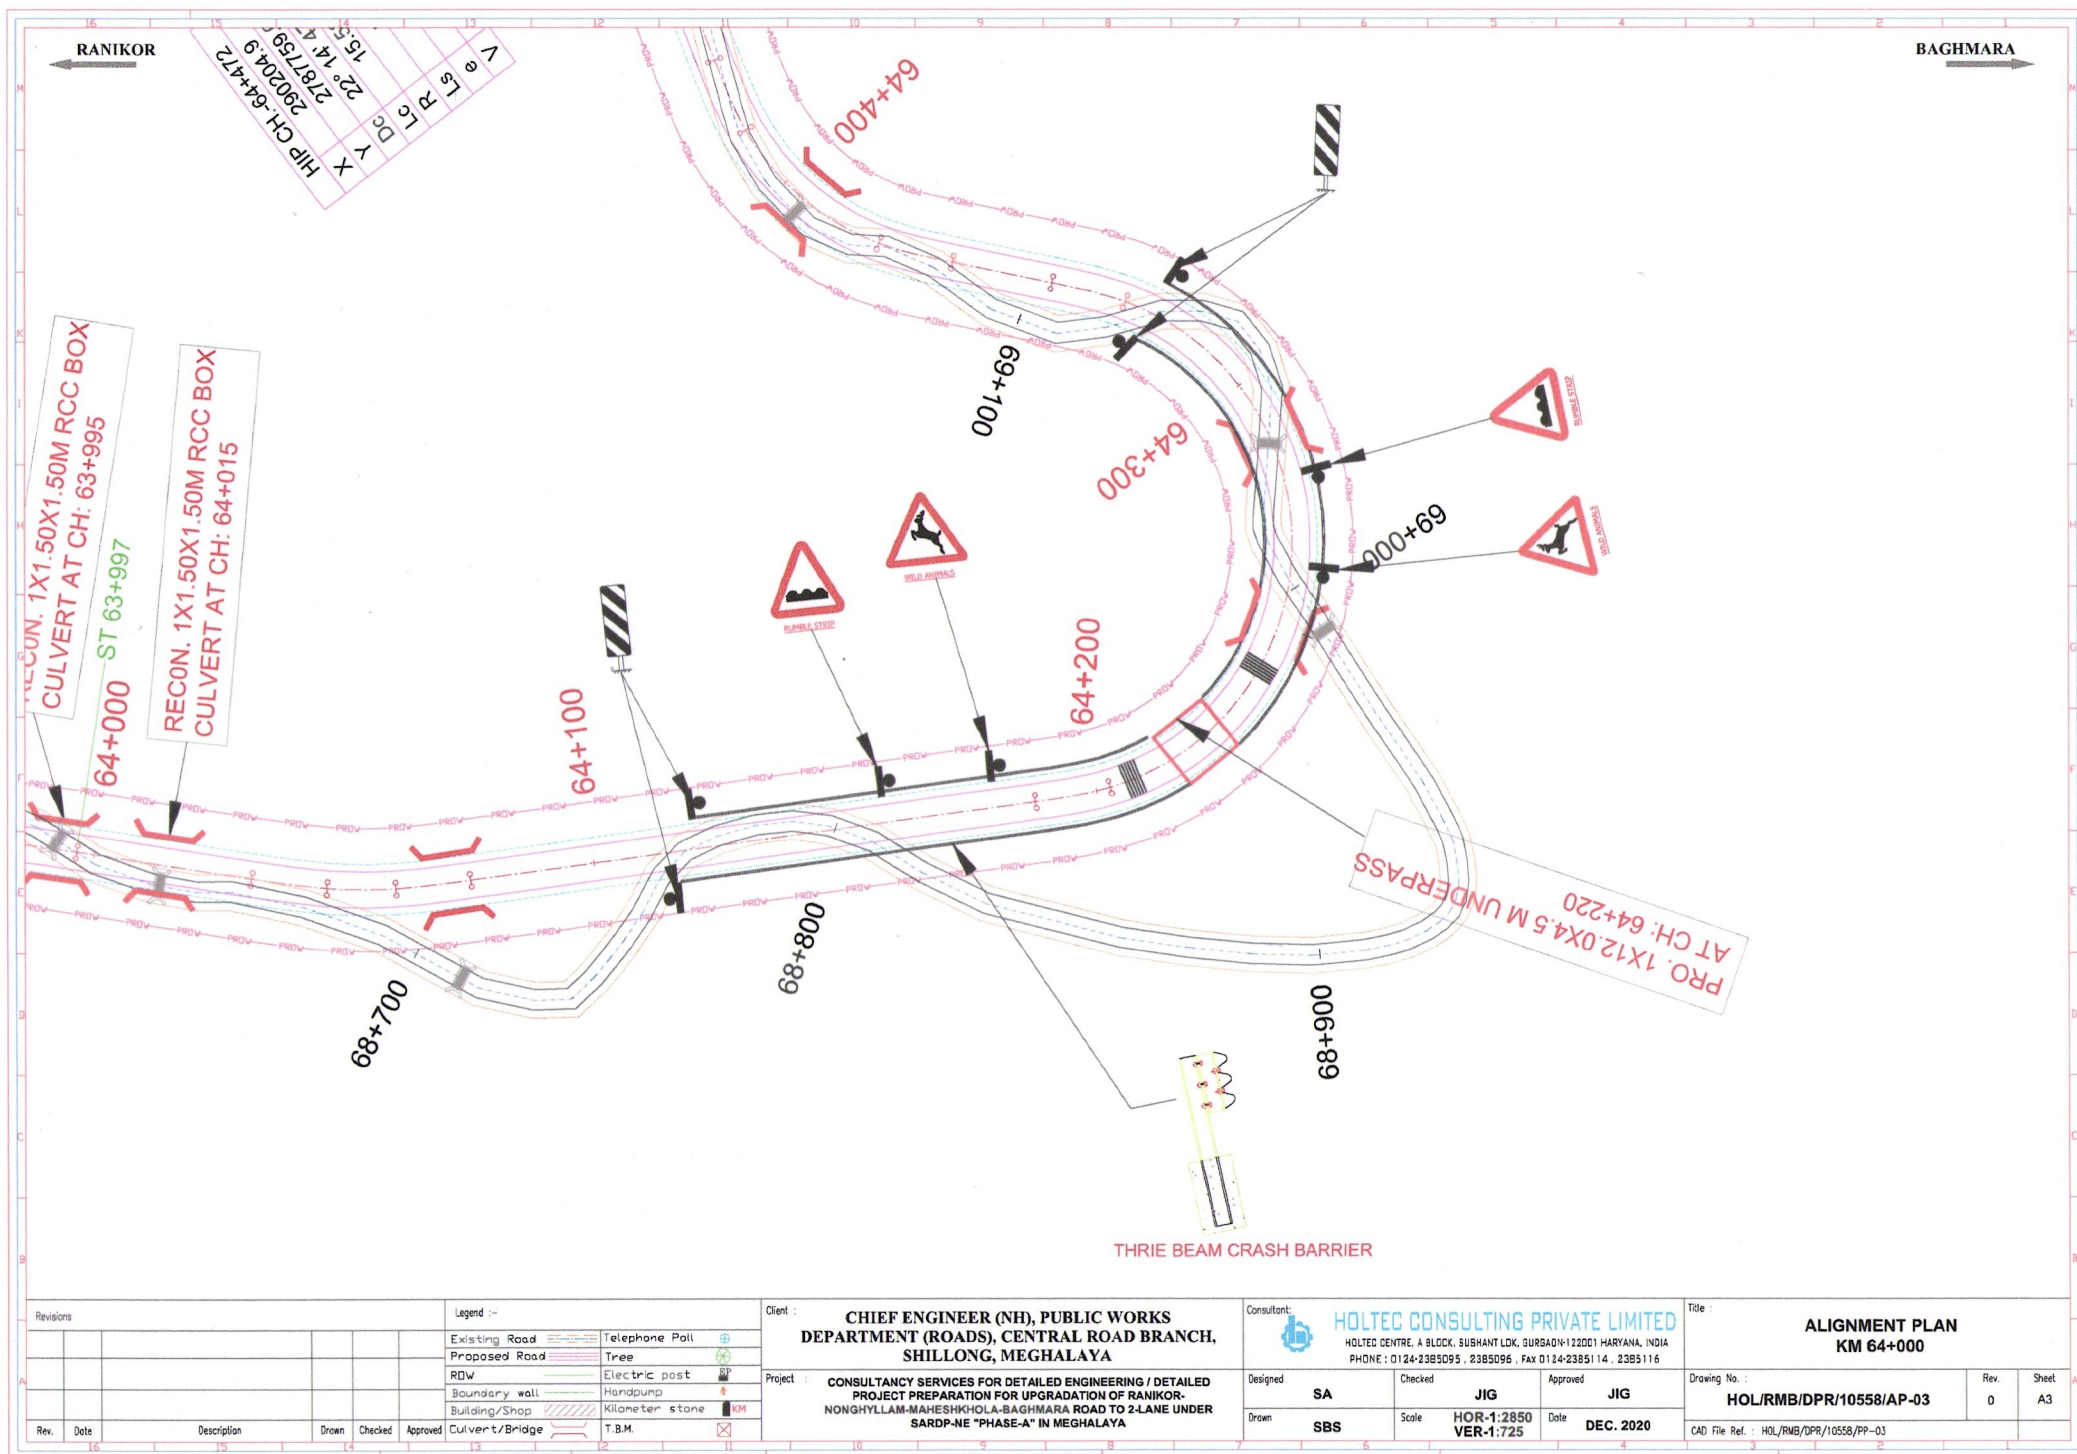 RANIKOR
BAGHMARA
HIP CH.-64+472
X
290204.9
Y
Dc
Lc
R
Ls
e
V
64+400
69+100
64+300
RUMBLE STRIP
69+000
WILD ANIMALS
RECON. 1X1.50X1.50M RCC BOX
CULVERT AT CH: 63+995
ST 63+997
64+000
RECON. 1X1.50X1.50M RCC BOX
CULVERT AT CH: 64+015
64+100
RUMBLE STRIP
WILD ANIMALS
64+200
PRO. 1X12.0X4.5 M UNDERPASS
AT CH: 64+220
68+700
68+800
68+900
THRIE BEAM CRASH BARRIER
Revisions
Rev. Date Description Drown Checked Approved
Legend :-
Existing Road Telephone Poll
Proposed Road Tree
ROW Electric post EP
Boundary wall Handpump
Building/Shop Kilometer stone KM
Culvert/Bridge T.B.M.
Client :
CHIEF ENGINEER (NH), PUBLIC WORKS
DEPARTMENT (ROADS), CENTRAL ROAD BRANCH,
SHILLONG, MEGHALAYA
Project :
CONSULTANCY SERVICES FOR DETAILED ENGINEERING / DETAILED
PROJECT PREPARATION FOR UPGRADATION OF RANIKOR-
NONGHYLLAM-MAHESHKHOLA-BAGHMARA ROAD TO 2-LANE UNDER
SARDP-NE "PHASE-A" IN MEGHALAYA
Consultant:
HOLTEC CONSULTING PRIVATE LIMITED
HOLTEC CENTRE, A BLOCK, SUSHANT LOK, GURGAON-122001 HARYANA, INDIA
PHONE : 0124-2385095 , 2385096 , FAX 0124-2385114 , 2385116
Designed SA Checked JIG Approved JIG
Drawn SBS Scale HOR-1:2850 VER-1:725 Date DEC. 2020
Title :
ALIGNMENT PLAN
KM 64+000
Drawing No. : HOL/RMB/DPR/10558/AP-03
Rev. 0
Sheet A3
CAD File Ref. : HOL/RMB/DPR/10558/PP-03